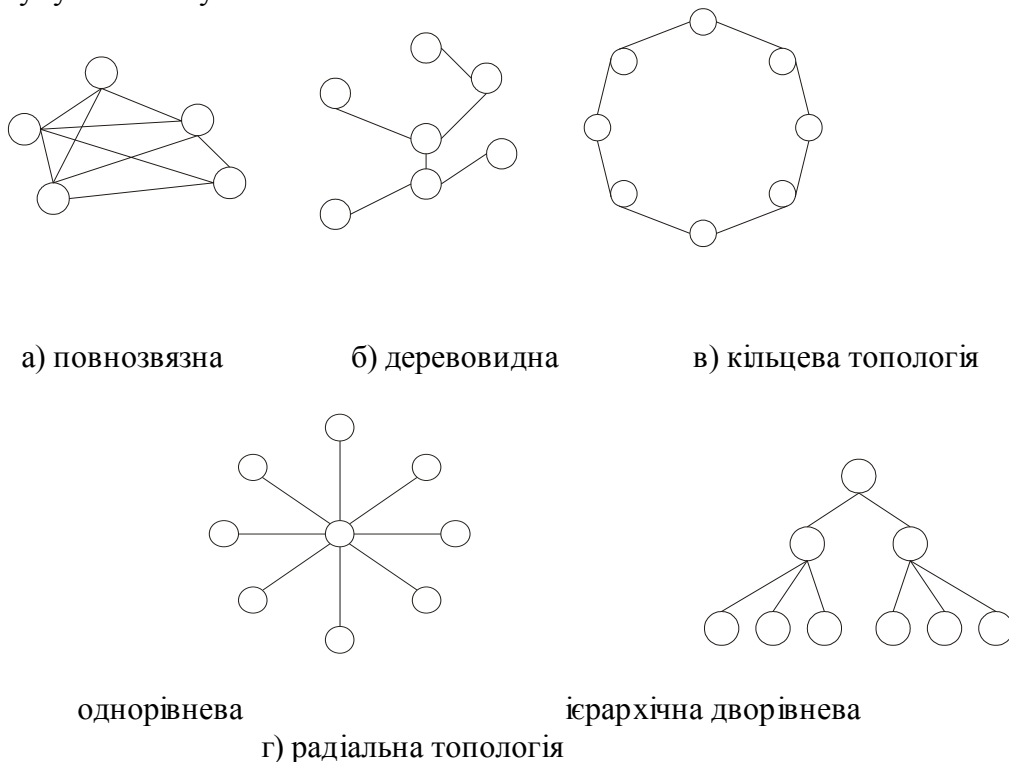 а) повнозвязна б) деревовидна в) кільцева топологія
однорівнева ієрархічна дворівнева
г) радіальна топологія